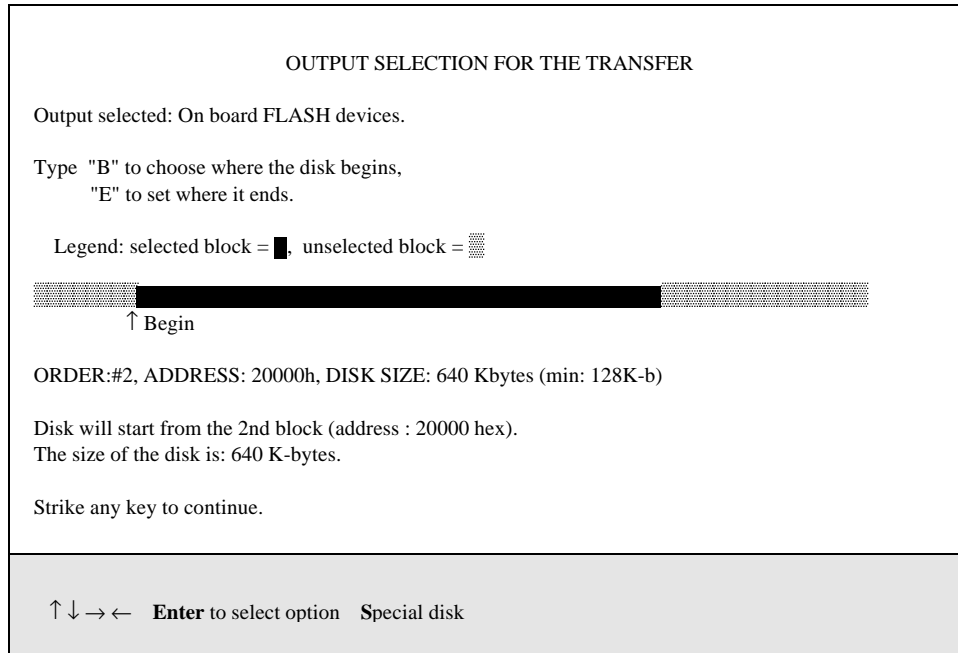 OUTPUT SELECTION FOR THE TRANSFER
Output selected: On board FLASH devices.
Type "B" to choose where the disk begins,
"E" to set where it ends.
Legend: selected block = █, unselected block = ▒
↑ Begin
ORDER:#2, ADDRESS: 20000h, DISK SIZE: 640 Kbytes (min: 128K-b)
Disk will start from the 2nd block (address : 20000 hex).
The size of the disk is: 640 K-bytes.
Strike any key to continue.
↑↓→← Enter to select option Special disk